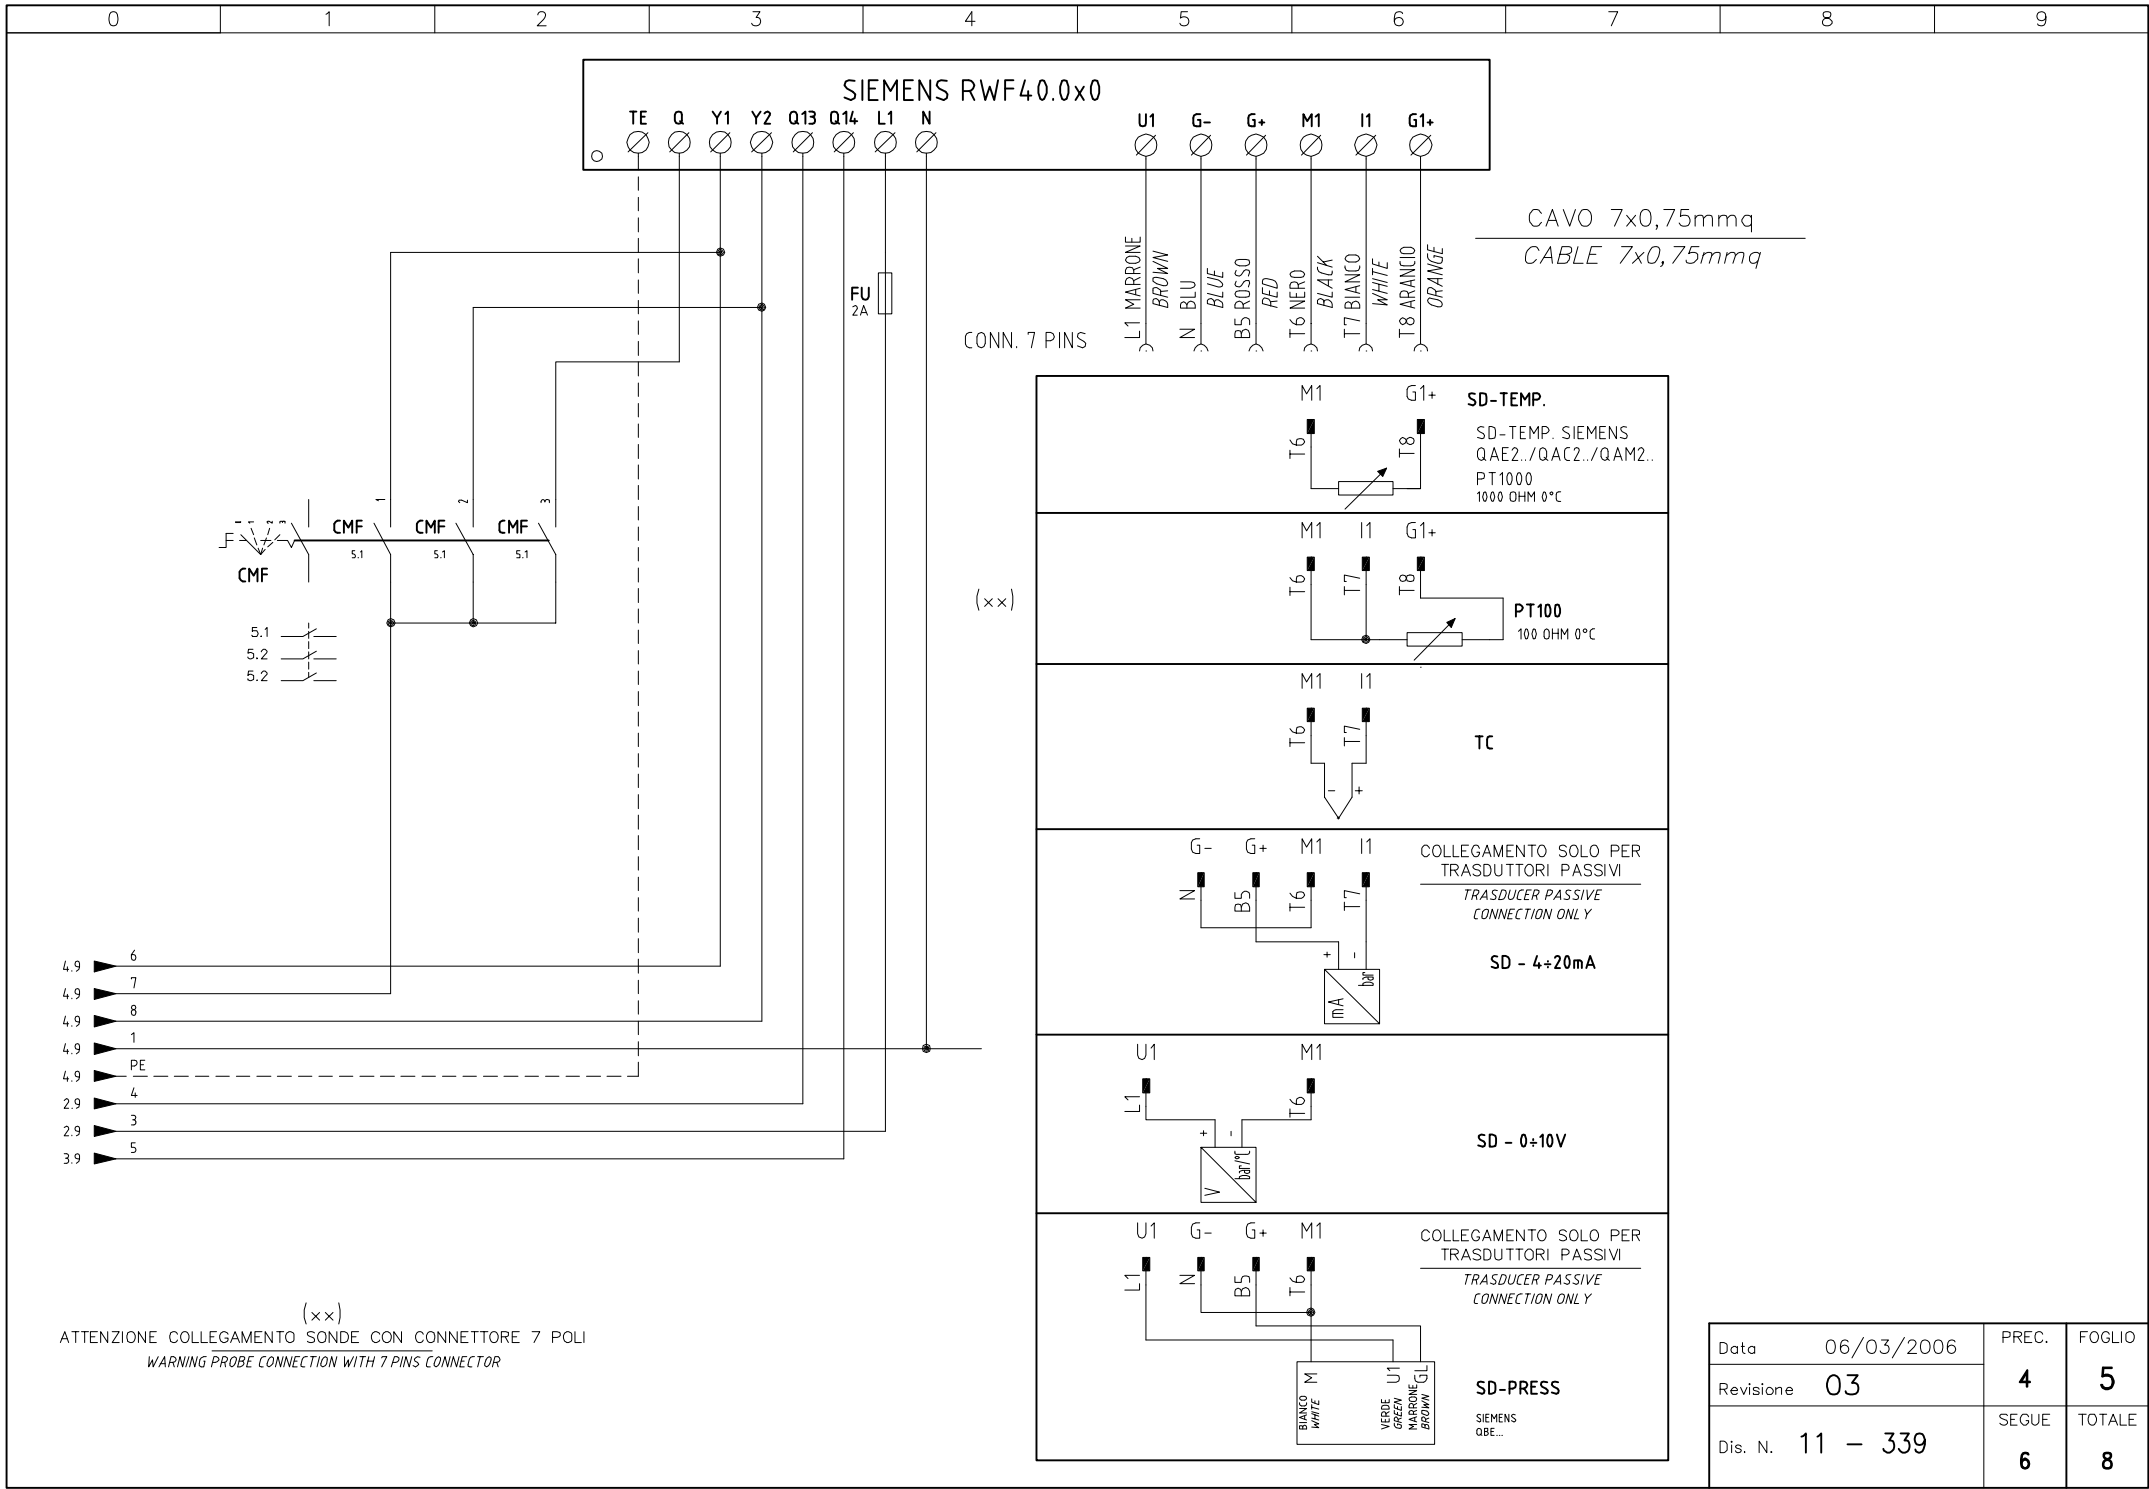 0 1 2 3 4 5 6 7 8 9
SIEMENS RWF40.0x0
TE Q Y1 Y2 Q13 Q14 L1 N U1 G- G+ M1 I1 G1+
CAVO 7x0,75mmq
CABLE 7x0,75mmq
L1 MARRONE
BROWN
N BLU
BLUE
B5 ROSSO
RED
T6 NERO
BLACK
T7 BIANCO
WHITE
T8 ARANCIO
ORANGE
FU
2A
CONN. 7 PINS
M1 G1+ SD-TEMP.
T6 T8
SD-TEMP. SIEMENS
QAE2../QAC2../QAM2..
PT1000
1000 OHM 0°C
1 2 3
1 1 2 3
CMF CMF CMF
5.1 5.1 5.1
CMF
5.1
5.2
5.2
(xx)
M1 I1 G1+
T6 T7 T8
PT100
100 OHM 0°C
M1 I1
T6 T7
TC
- +
G- G+ M1 I1
N B5 T6 T7
COLLEGAMENTO SOLO PER
TRASDUTTORI PASSIVI
TRASDUCER PASSIVE
CONNECTION ONLY
+ -
mA bar
SD - 4÷20mA
4.9 6
4.9 7
4.9 8
4.9 1
4.9 PE
2.9 4
2.9 3
3.9 5
U1 M1
L1 T6
+ -
V bar/°C
SD - 0÷10V
U1 G- G+ M1
L1 N B5 T6
COLLEGAMENTO SOLO PER
TRASDUTTORI PASSIVI
TRASDUCER PASSIVE
CONNECTION ONLY
M U1 GL
BIANCO
WHITE
VERDE
GREEN
MARRONE
BROWN
SD-PRESS
SIEMENS
QBE...
(xx)
ATTENZIONE COLLEGAMENTO SONDE CON CONNETTORE 7 POLI
WARNING PROBE CONNECTION WITH 7 PINS CONNECTOR
Data 06/03/2006
Revisione 03
Dis. N. 11 - 339
PREC.
4
FOGLIO
5
SEGUE
6
TOTALE
8